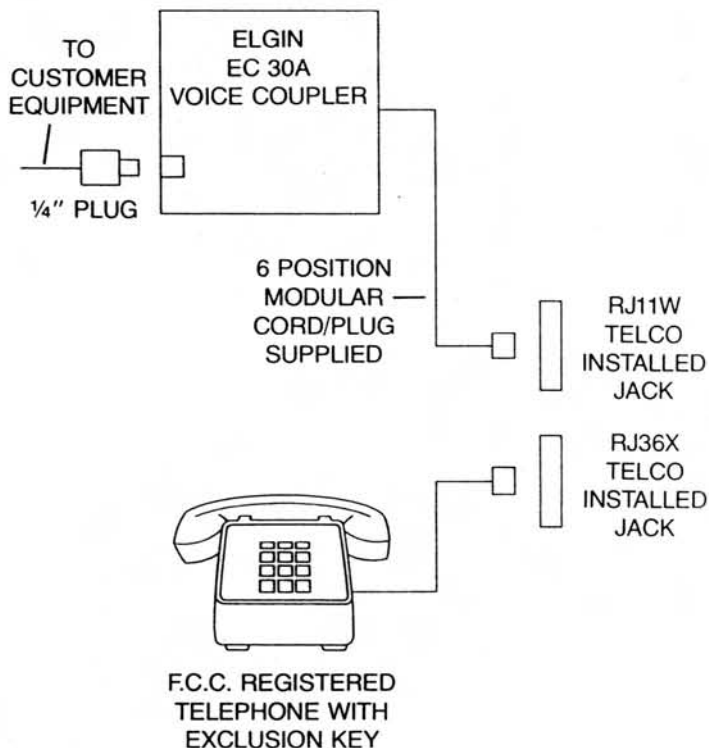 TO
CUSTOMER
EQUIPMENT
¼" PLUG
ELGIN
EC 30A
VOICE COUPLER
6 POSITION
MODULAR
CORD/PLUG
SUPPLIED
RJ11W
TELCO
INSTALLED
JACK
RJ36X
TELCO
INSTALLED
JACK
F.C.C. REGISTERED
TELEPHONE WITH
EXCLUSION KEY